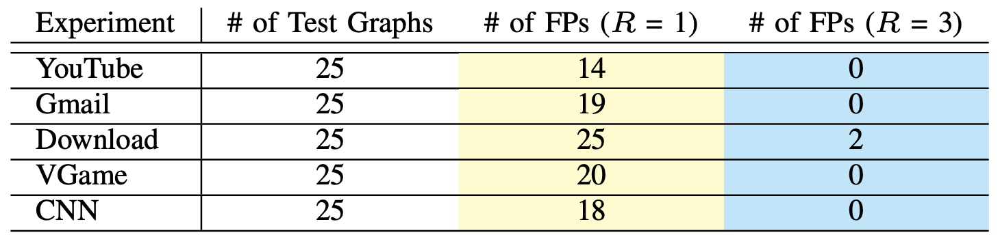 Experiment # of Test Graphs # of FPs (R = 1) # of FPs (R = 3)
YouTube 25 14 0
Gmail 25 19 0
Download 25 25 2
VGame 25 20 0
CNN 25 18 0